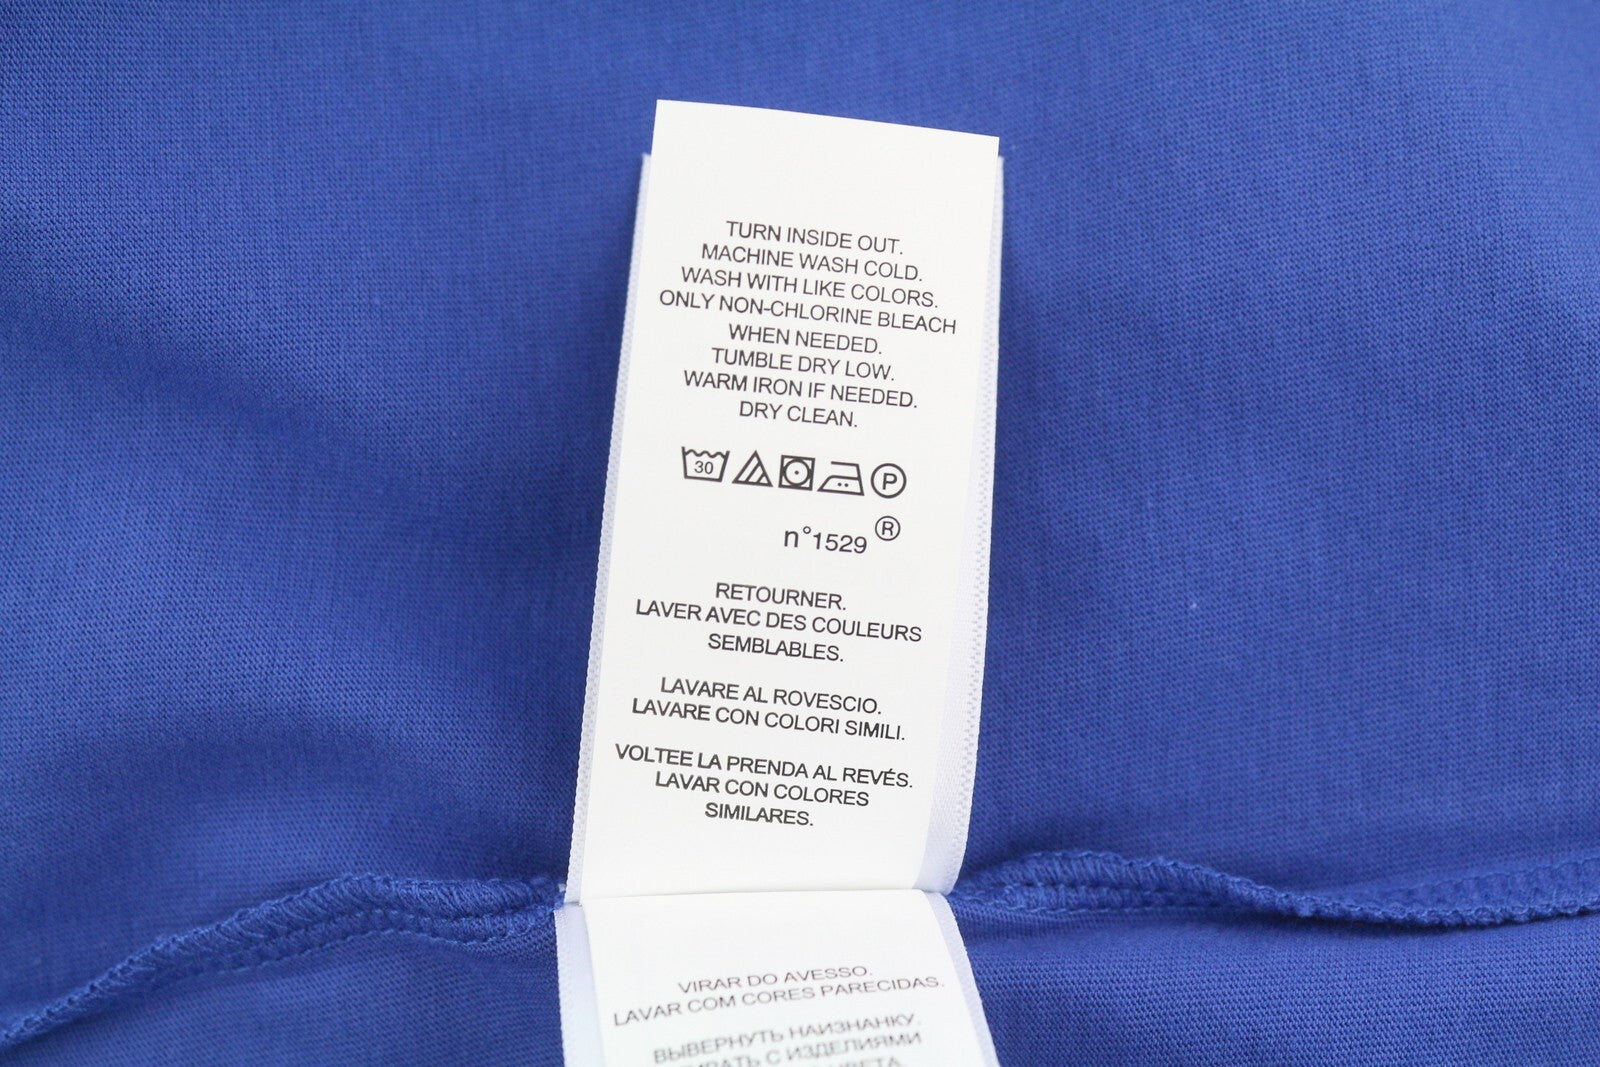 TURN INSIDE OUT.
MACHINE WASH COLD.
WASH WITH LIKE COLORS.
ONLY NON-CHLORINE BLEACH
WHEN NEEDED.
TUMBLE DRY LOW.
WARM IRON IF NEEDED.
DRY CLEAN.
30 P
n°1529 ®
RETOURNER.
LAVER AVEC DES COULEURS
SEMBLABLES.
LAVARE AL ROVESCIO.
LAVARE CON COLORI SIMILI.
VOLTEE LA PRENDA AL REVÉS.
LAVAR CON COLORES
SIMILARES.
VIRAR DO AVESSO.
LAVAR COM CORES PARECIDAS.
ВЫВЕРНУТЬ НАИЗНАНКУ.
С ИЗДЕЛИЯМИ